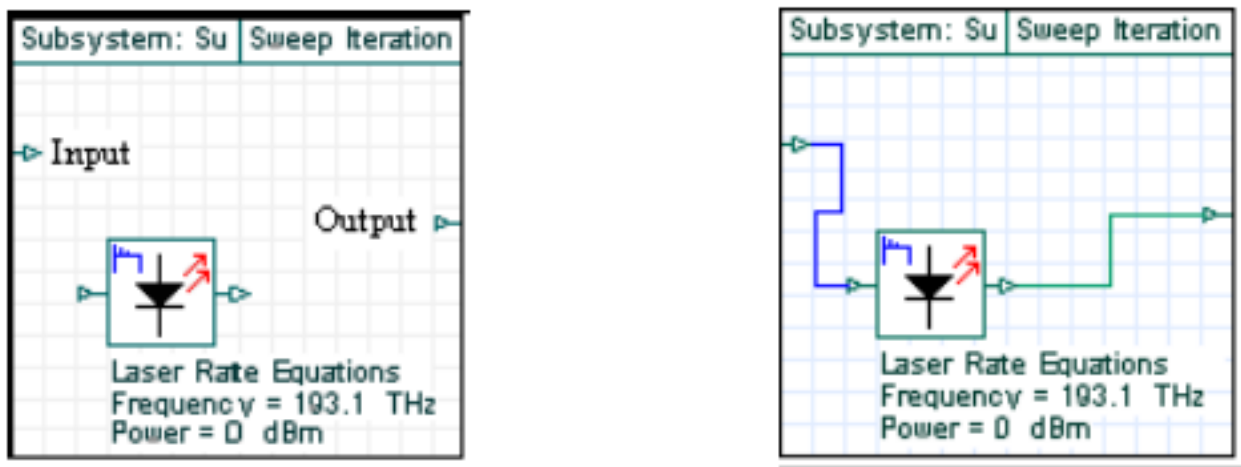 Subsystem: Su Sweep Iteration
Input
Output
Laser Rate Equations
Frequency = 193.1 THz
Power = 0 dBm
Subsystem: Su Sweep Iteration
Laser Rate Equations
Frequency = 193.1 THz
Power = 0 dBm